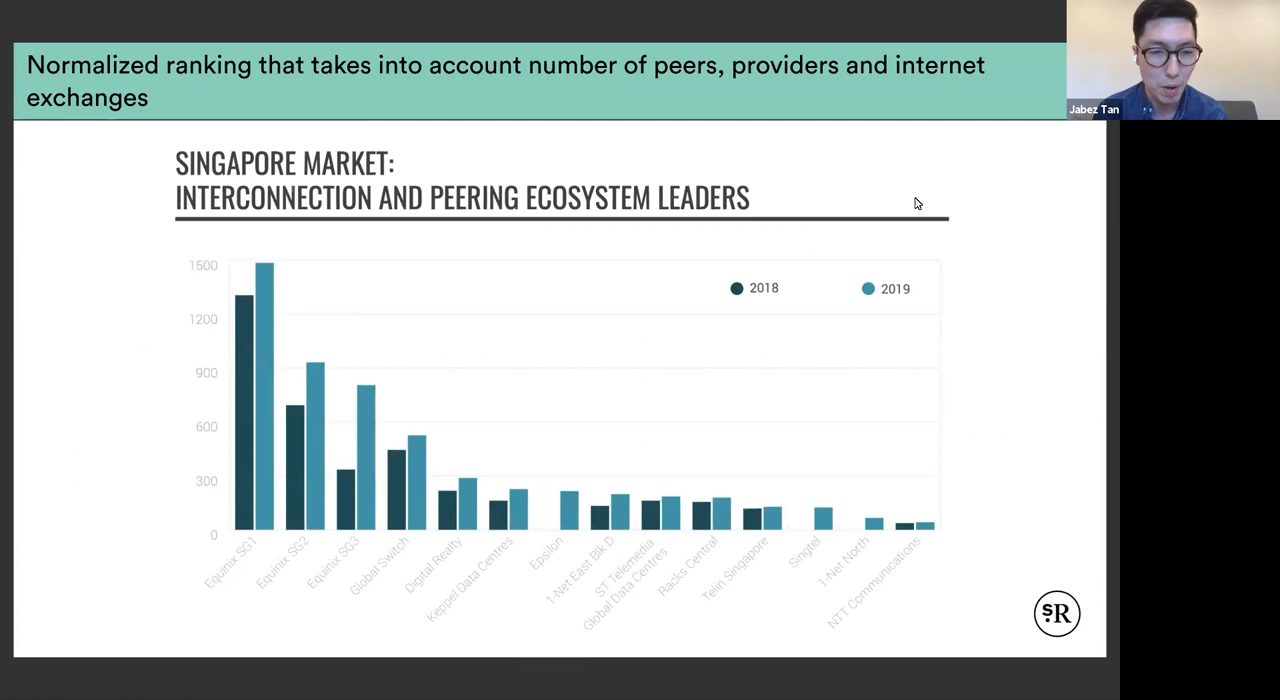 Normalized ranking that takes into account number of peers, providers and internet
exchanges
Jabez Tan
SINGAPORE MARKET:
INTERCONNECTION AND PEERING ECOSYSTEM LEADERS
2018
2019
1500
1200
900
600
300
0
Equinix SG1
Equinix SG2
Equinix SG3
Global Switch
Digital Realty
Keppel Data Centres
Epsilon
1-Net East Blk D
ST Telemedia
Global Data Centres
Racks Central
Telin Singapore
Singtel
1-Net North
NTT Communications
SR